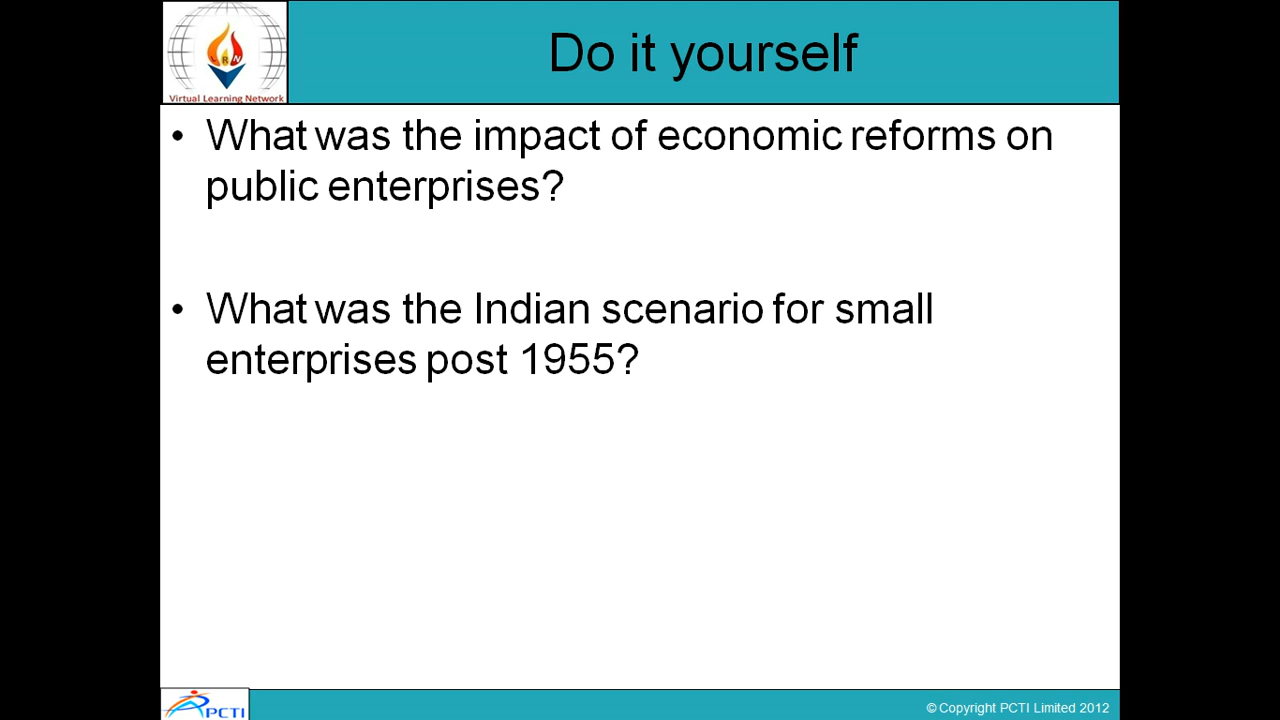 Do it yourself
VLRN
Virtual Learning Network
• What was the impact of economic reforms on
public enterprises?
• What was the Indian scenario for small
enterprises post 1955?
PCTI
© Copyright PCTI Limited 2012